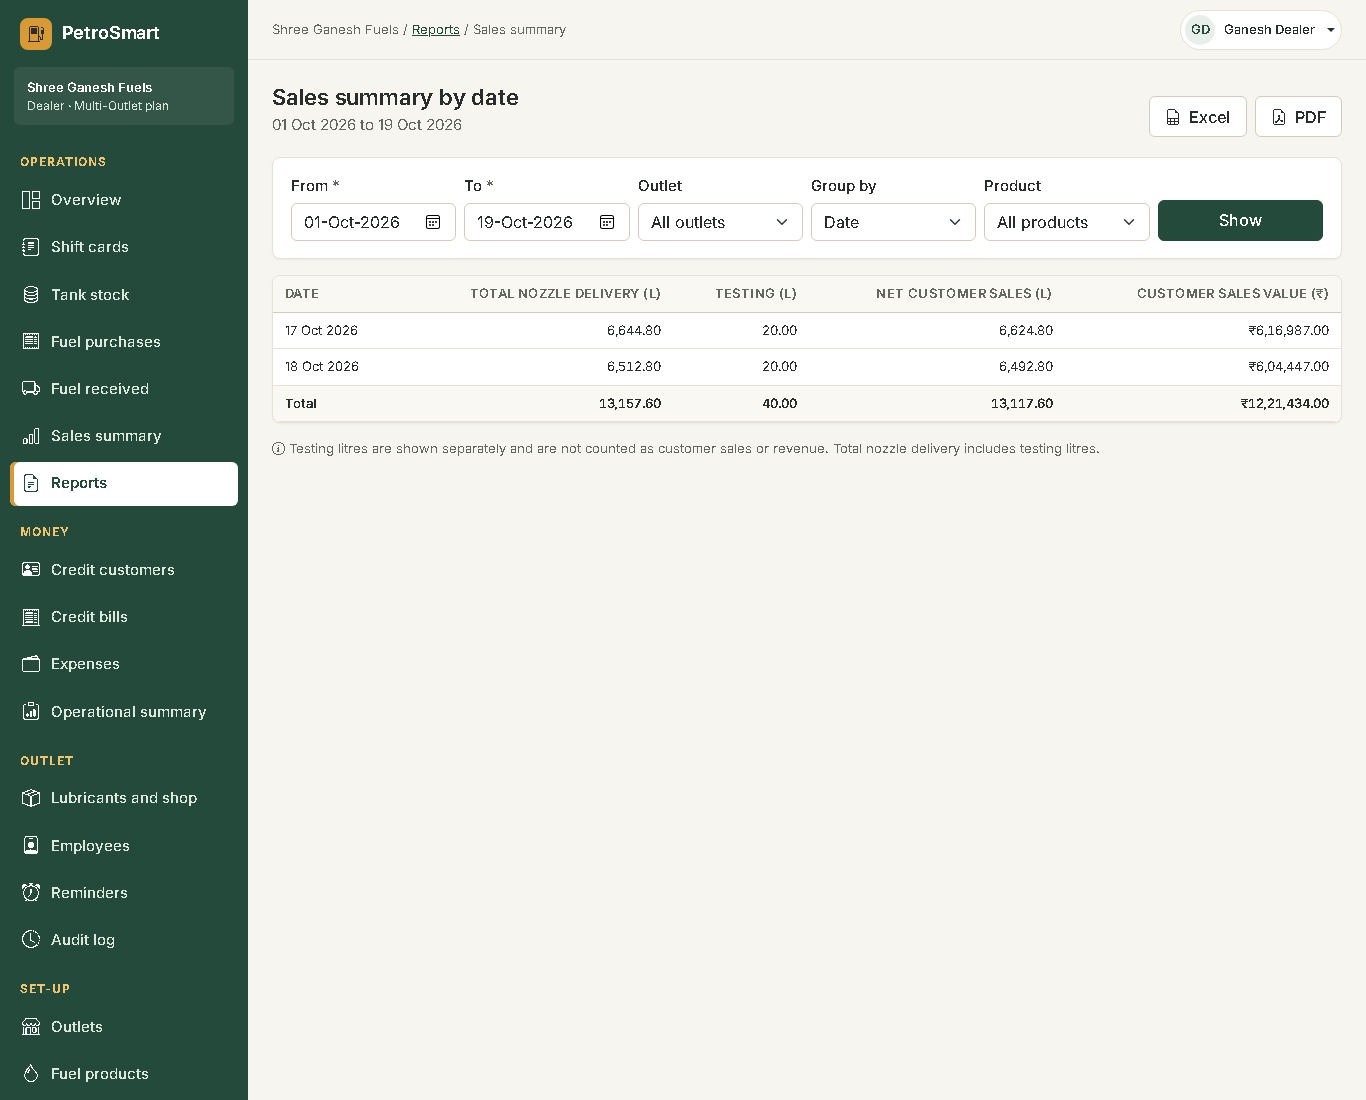 PetroSmart
Shree Ganesh Fuels
Dealer · Multi-Outlet plan
OPERATIONS
Overview
Shift cards
Tank stock
Fuel purchases
Fuel received
Sales summary
Reports
MONEY
Credit customers
Credit bills
Expenses
Operational summary
OUTLET
Lubricants and shop
Employees
Reminders
Audit log
SET-UP
Outlets
Fuel products
Shree Ganesh Fuels / Reports / Sales summary
GD Ganesh Dealer
Sales summary by date
01 Oct 2026 to 19 Oct 2026
Excel PDF
From * To * Outlet Group by Product
01-Oct-2026 19-Oct-2026 All outlets Date All products Show
DATE TOTAL NOZZLE DELIVERY (L) TESTING (L) NET CUSTOMER SALES (L) CUSTOMER SALES VALUE (₹)
17 Oct 2026 6,644.80 20.00 6,624.80 ₹6,16,987.00
18 Oct 2026 6,512.80 20.00 6,492.80 ₹6,04,447.00
Total 13,157.60 40.00 13,117.60 ₹12,21,434.00
Testing litres are shown separately and are not counted as customer sales or revenue. Total nozzle delivery includes testing litres.